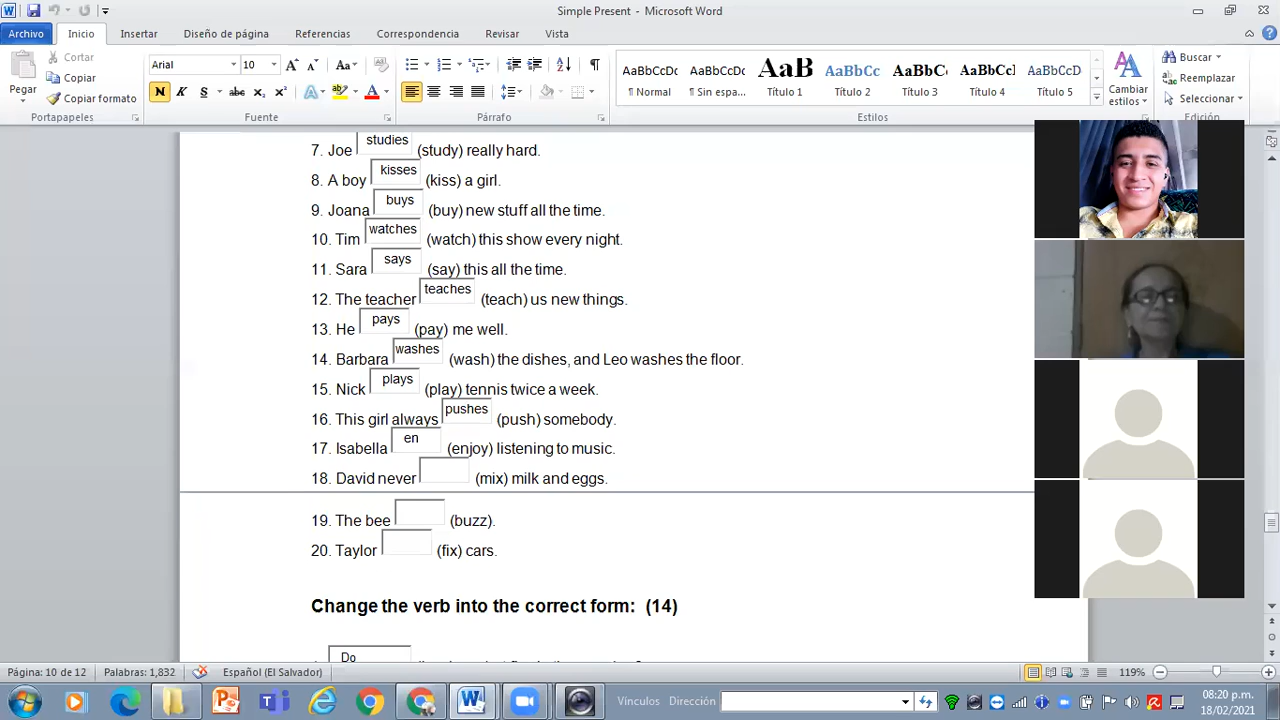 Simple Present - Microsoft Word
Archivo Inicio Insertar Diseño de página Referencias Correspondencia Revisar Vista
Cortar
Copiar
Copiar formato
Pegar
Portapapeles
Arial 10
N K S abc x₂ x²
Fuente
Párrafo
AaBbCcDc AaBbCcDc AaB AaBbCc AaBbC AaBbCc AaBbCcD
¶ Normal ¶ Sin espa... Título 1 Título 2 Título 3 Título 4 Título 5
Cambiar estilos
Estilos
Buscar
Reemplazar
Seleccionar
Edición
7. Joe studies (study) really hard.
8. A boy kisses (kiss) a girl.
9. Joana buys (buy) new stuff all the time.
10. Tim watches (watch) this show every night.
11. Sara says (say) this all the time.
12. The teacher teaches (teach) us new things.
13. He pays (pay) me well.
14. Barbara washes (wash) the dishes, and Leo washes the floor.
15. Nick plays (play) tennis twice a week.
16. This girl always pushes (push) somebody.
17. Isabella en (enjoy) listening to music.
18. David never (mix) milk and eggs.
19. The bee (buzz).
20. Taylor (fix) cars.
Change the verb into the correct form: (14)
Do
Página: 10 de 12 Palabras: 1,832 Español (El Salvador) 119%
Vínculos Dirección
08:20 p.m.
18/02/2021